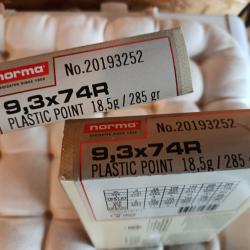 norma
No.20193252
9,3x74R
PLASTIC POINT 18,5g / 285 gr
norma
No.20193252
9,3x74R
PLASTIC POINT 18,5g / 285 gr